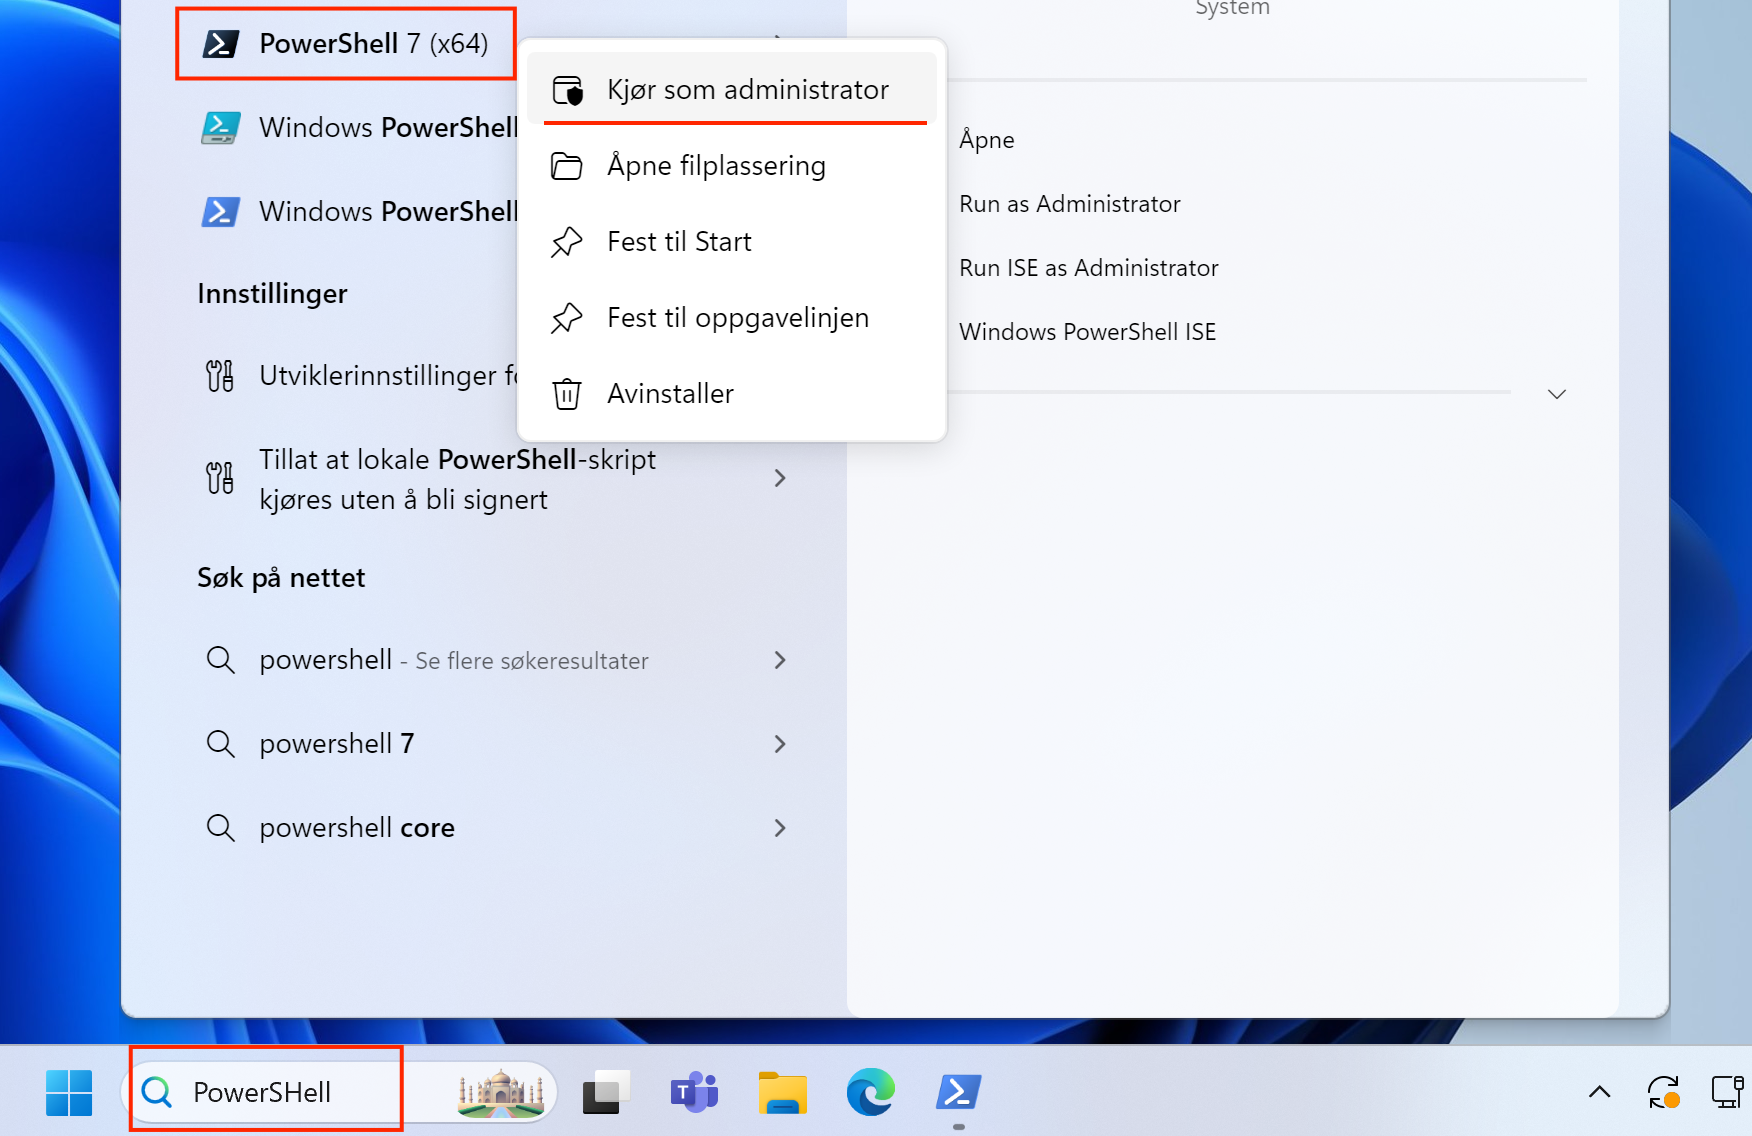 PowerShell 7 (x64)
Windows PowerShell
Windows PowerShell
Innstillinger
Utviklerinnstillinger
Tillat at lokale PowerShell-skript
kjøres uten å bli signert
Søk på nettet
powershell - Se flere søkeresultater
powershell 7
powershell core
Kjør som administrator
Åpne filplassering
Fest til Start
Fest til oppgavelinjen
Avinstaller
System
Åpne
Run as Administrator
Run ISE as Administrator
Windows PowerShell ISE
PowerSHell
T